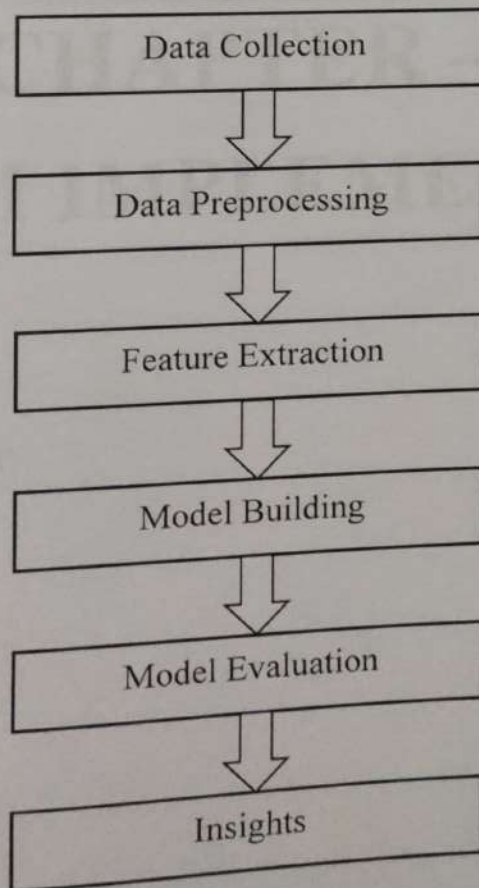 Data Collection
Data Preprocessing
Feature Extraction
Model Building
Model Evaluation
Insights